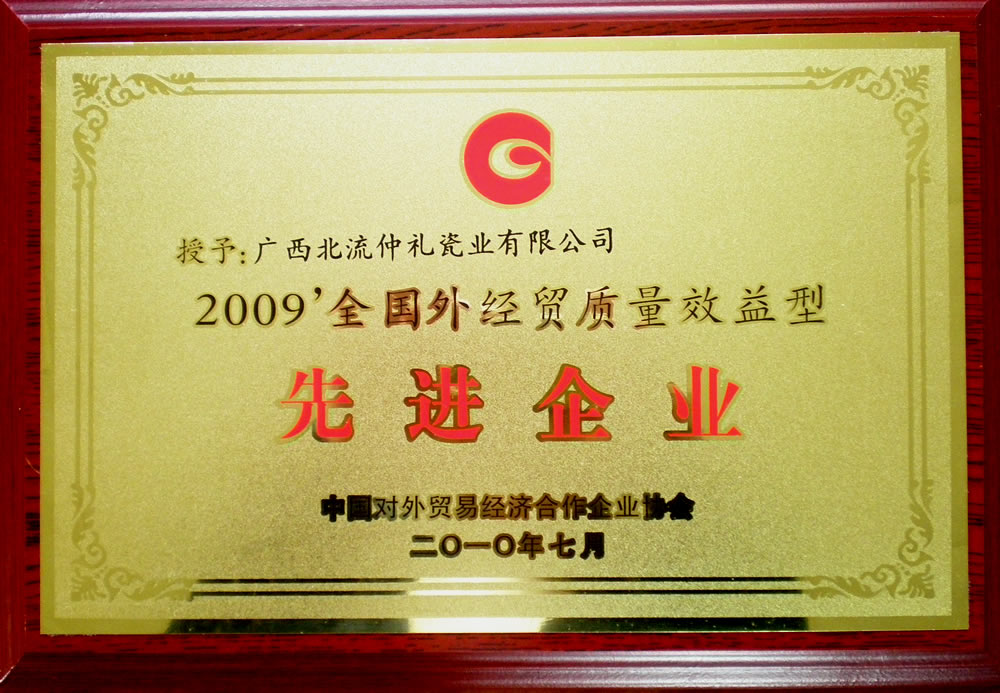 授予:广西北流仲礼瓷业有限公司
2009'全国外经贸质量效益型
先进企业
中国对外贸易经济合作企业协会
二〇一〇年七月